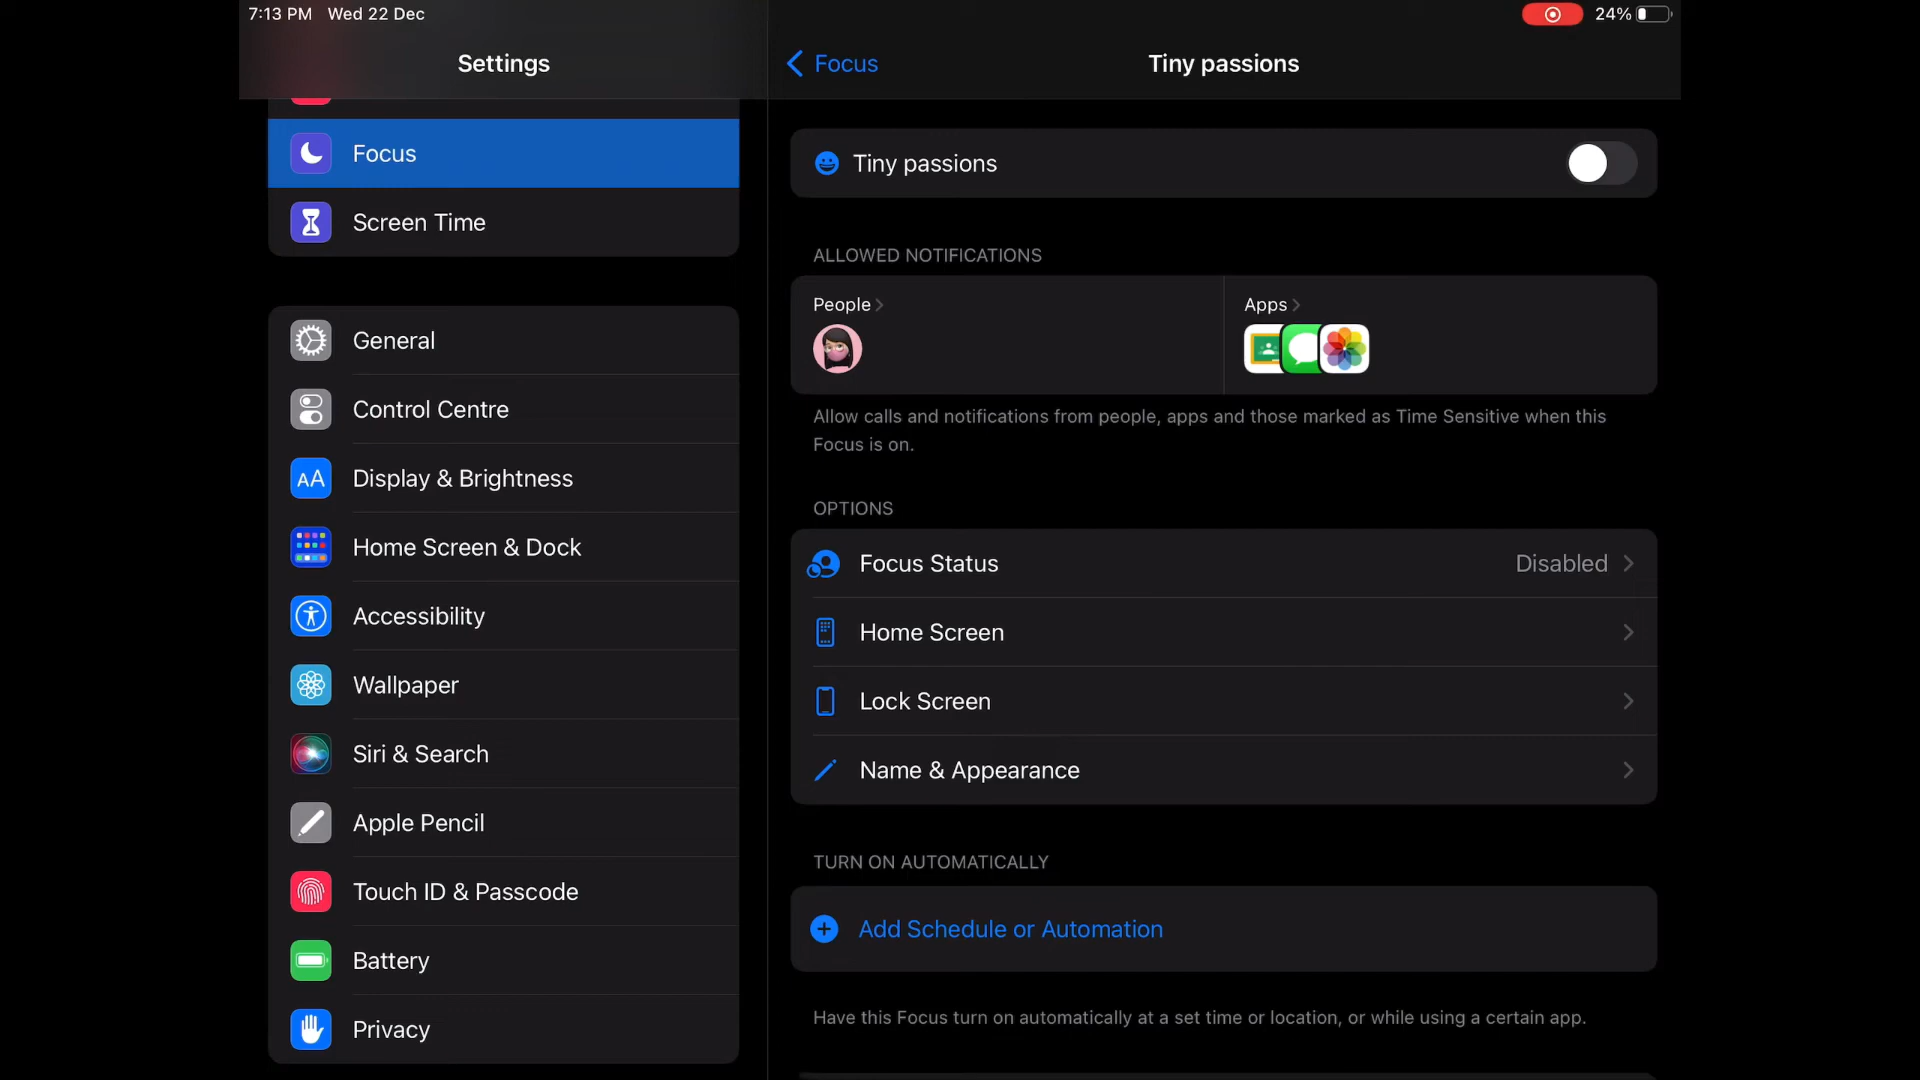 7:13 PM Wed 22 Dec
24%
Settings
Focus
Screen Time
General
Control Centre
Display & Brightness
AA
Home Screen & Dock
Accessibility
Wallpaper
Siri & Search
Apple Pencil
Touch ID & Passcode
Battery
Privacy
Focus
Tiny passions
Tiny passions
ALLOWED NOTIFICATIONS
People
Apps
Allow calls and notifications from people, apps and those marked as Time Sensitive when this
Focus is on.
OPTIONS
Focus Status Disabled
Home Screen
Lock Screen
Name & Appearance
TURN ON AUTOMATICALLY
Add Schedule or Automation
Have this Focus turn on automatically at a set time or location, or while using a certain app.